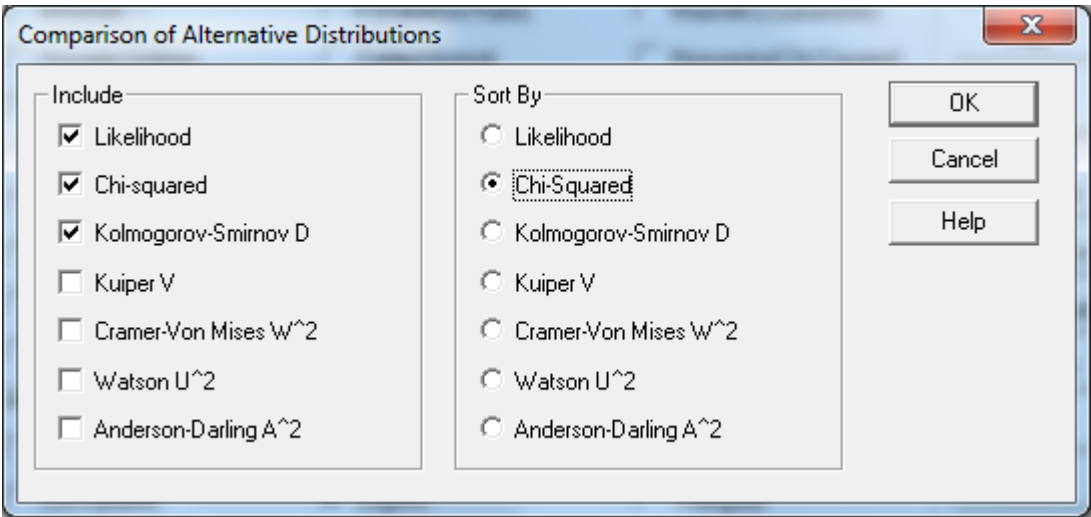 Comparison of Alternative Distributions
Include
Likelihood
Chi-squared
Kolmogorov-Smirnov D
Kuiper V
Cramer-Von Mises W^2
Watson U^2
Anderson-Darling A^2
Sort By
Likelihood
Chi-Squared
Kolmogorov-Smirnov D
Kuiper V
Cramer-Von Mises W^2
Watson U^2
Anderson-Darling A^2
OK
Cancel
Help